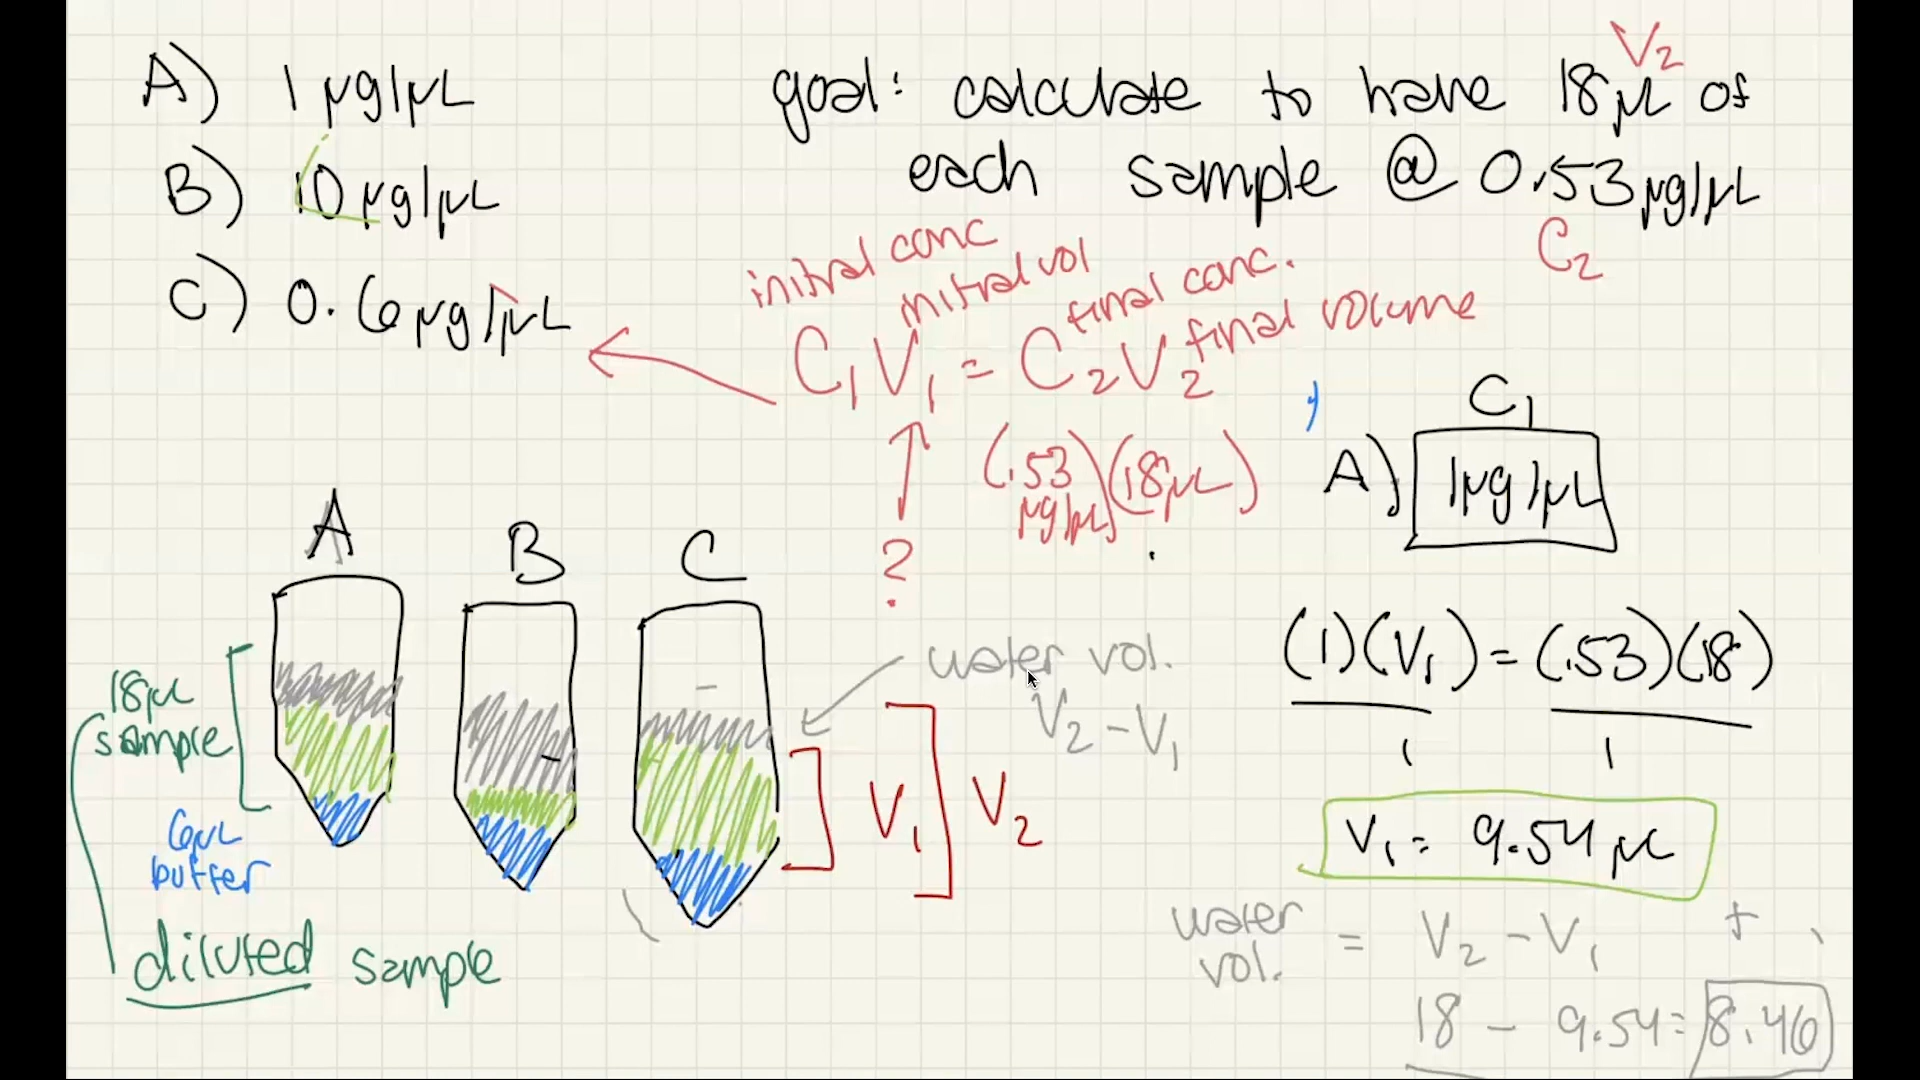 A) 1 µg/µL
B) 10 µg/µL
C) 0.6 µg/µL
goal: calculate to have 18 µL of
each sample @ 0.53 µg/µL
V2
C2
initial conc
initial vol
final conc.
final volume
C1V1 = C2V2
(.53 µg/µL)(18µL)
?
C1
A) 1µg/µL
(1)(V1) = (.53)(18)
1 1
V1 = 9.54 µL
water vol. = V2 - V1
18 - 9.54 = 8.46
A B C
water vol.
V2 - V1
V1 V2
18µL
sample
6µL
buffer
diluted sample